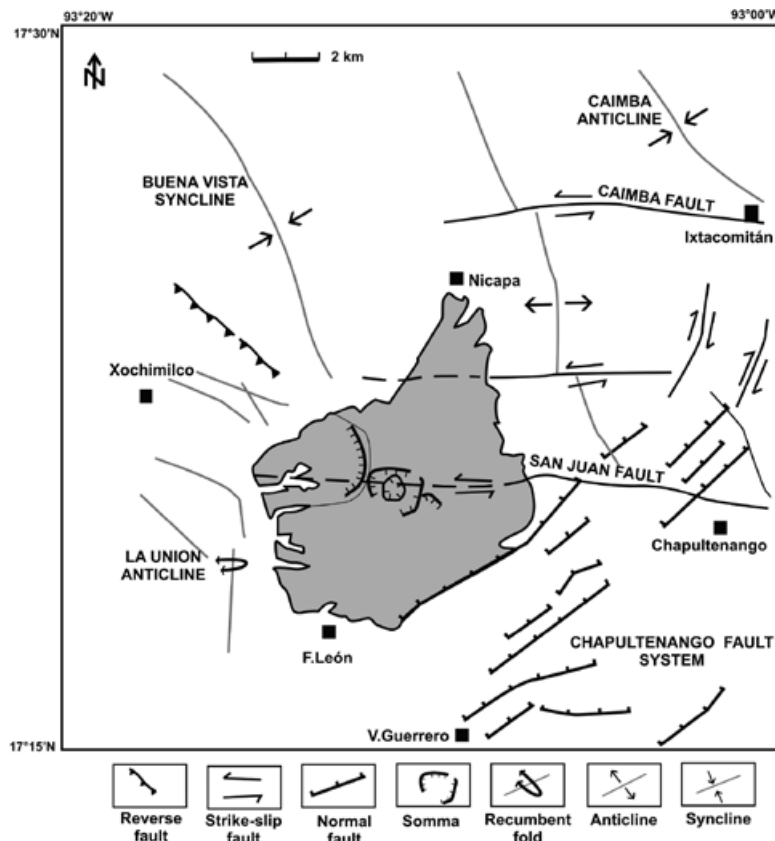 93°20'W
93°00'W
17°30'N
2 km
N
CAIMBA
ANTICLINE
BUENA VISTA
SYNCLINE
CAIMBA FAULT
Ixtacomitán
Nicapa
Xochimilco
SAN JUAN FAULT
Chapultenango
LA UNION
ANTICLINE
F.León
CHAPULTENANGO FAULT
SYSTEM
V.Guerrero
17°15'N
Reverse
fault
Strike-slip
fault
Normal
fault
Somma
Recumbent
fold
Anticline
Syncline